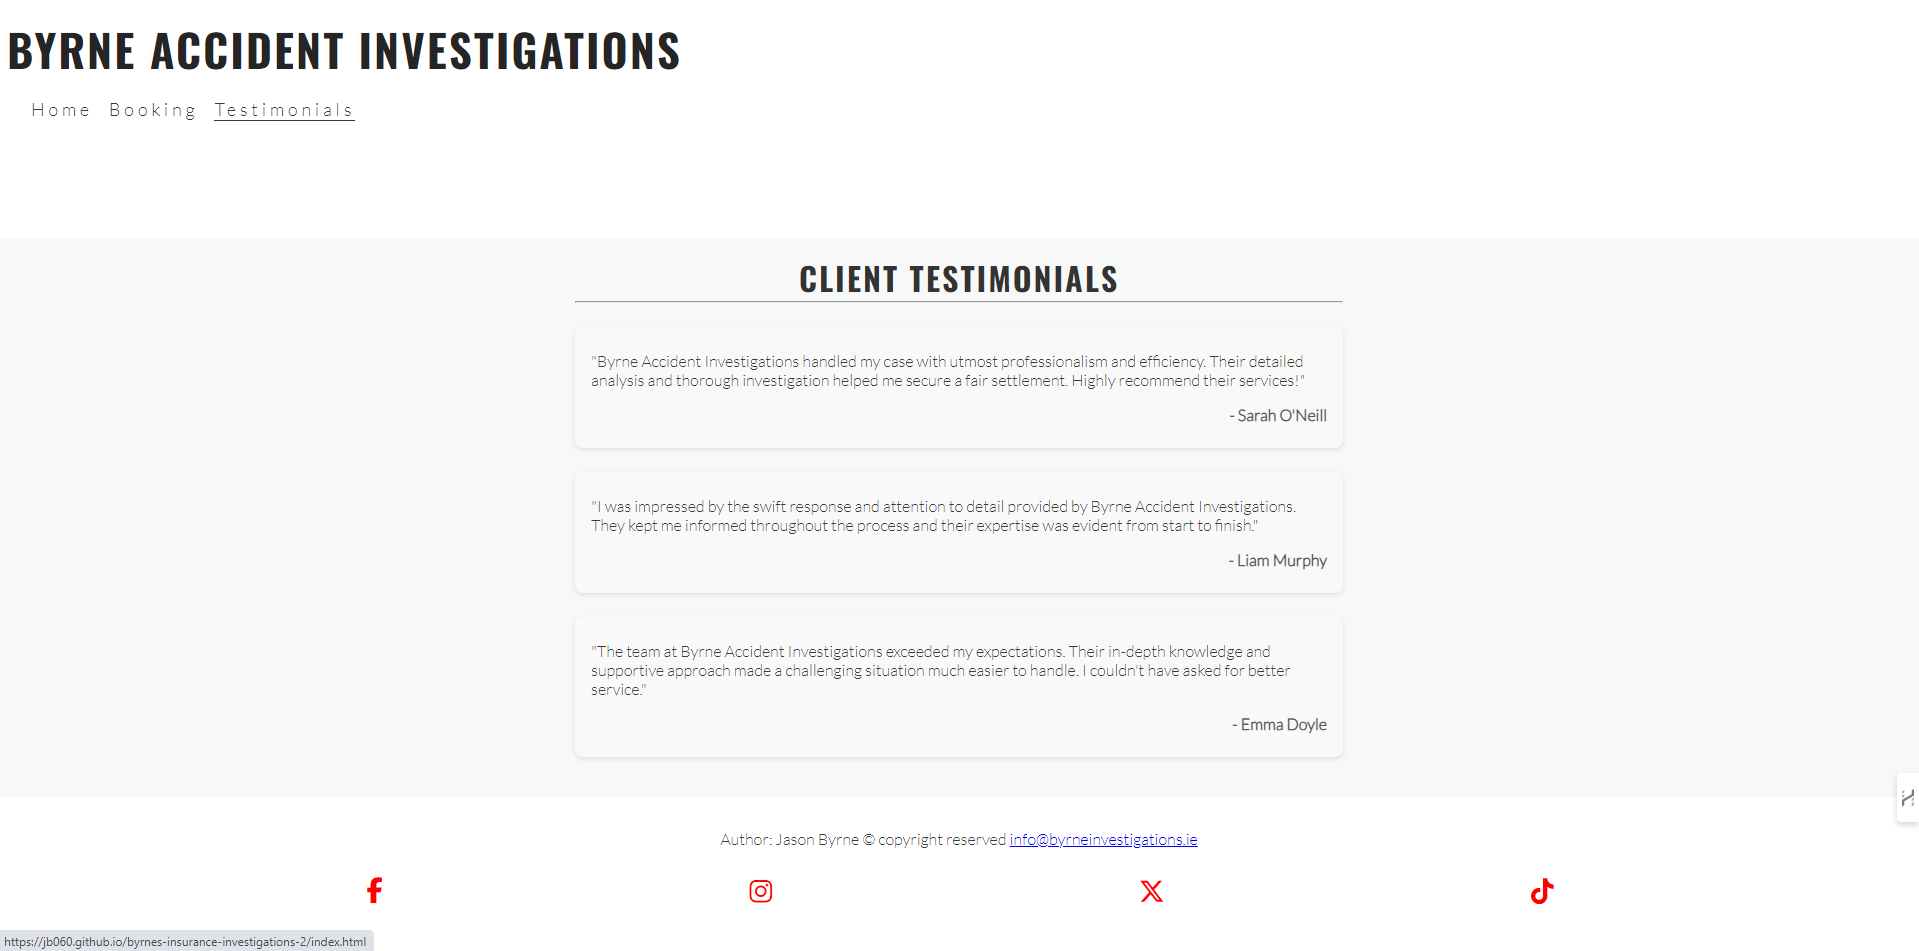 BYRNE ACCIDENT INVESTIGATIONS
Home Booking Testimonials
CLIENT TESTIMONIALS
"Byrne Accident Investigations handled my case with utmost professionalism and efficiency. Their detailed
analysis and thorough investigation helped me secure a fair settlement. Highly recommend their services!"
- Sarah O'Neill
"I was impressed by the swift response and attention to detail provided by Byrne Accident Investigations.
They kept me informed throughout the process and their expertise was evident from start to finish."
- Liam Murphy
"The team at Byrne Accident Investigations exceeded my expectations. Their in-depth knowledge and
supportive approach made a challenging situation much easier to handle. I couldn't have asked for better
service."
- Emma Doyle
Author: Jason Byrne © copyright reserved info@byrneinvestigations.ie
https://jb060.github.io/byrnes-insurance-investigations-2/index.html